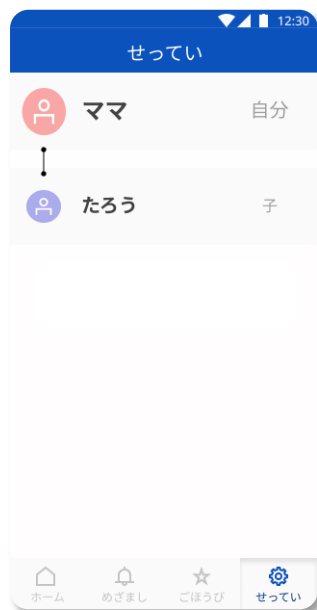 12:30
せってい
ママ 自分
たろう 子
ホーム めざまし ごほうび せってい